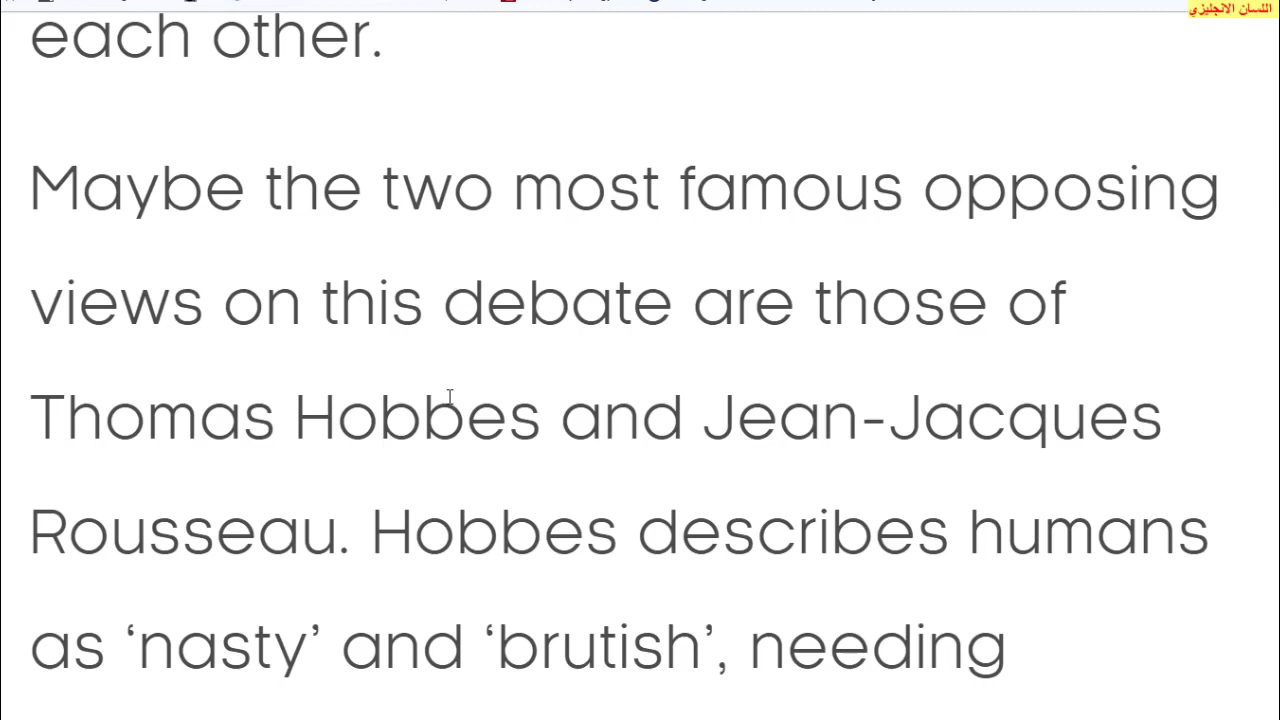 اللسان الانجليزي
each other.
Maybe the two most famous opposing
views on this debate are those of
Thomas Hobbes and Jean-Jacques
Rousseau. Hobbes describes humans
as ‘nasty’ and ‘brutish’, needing